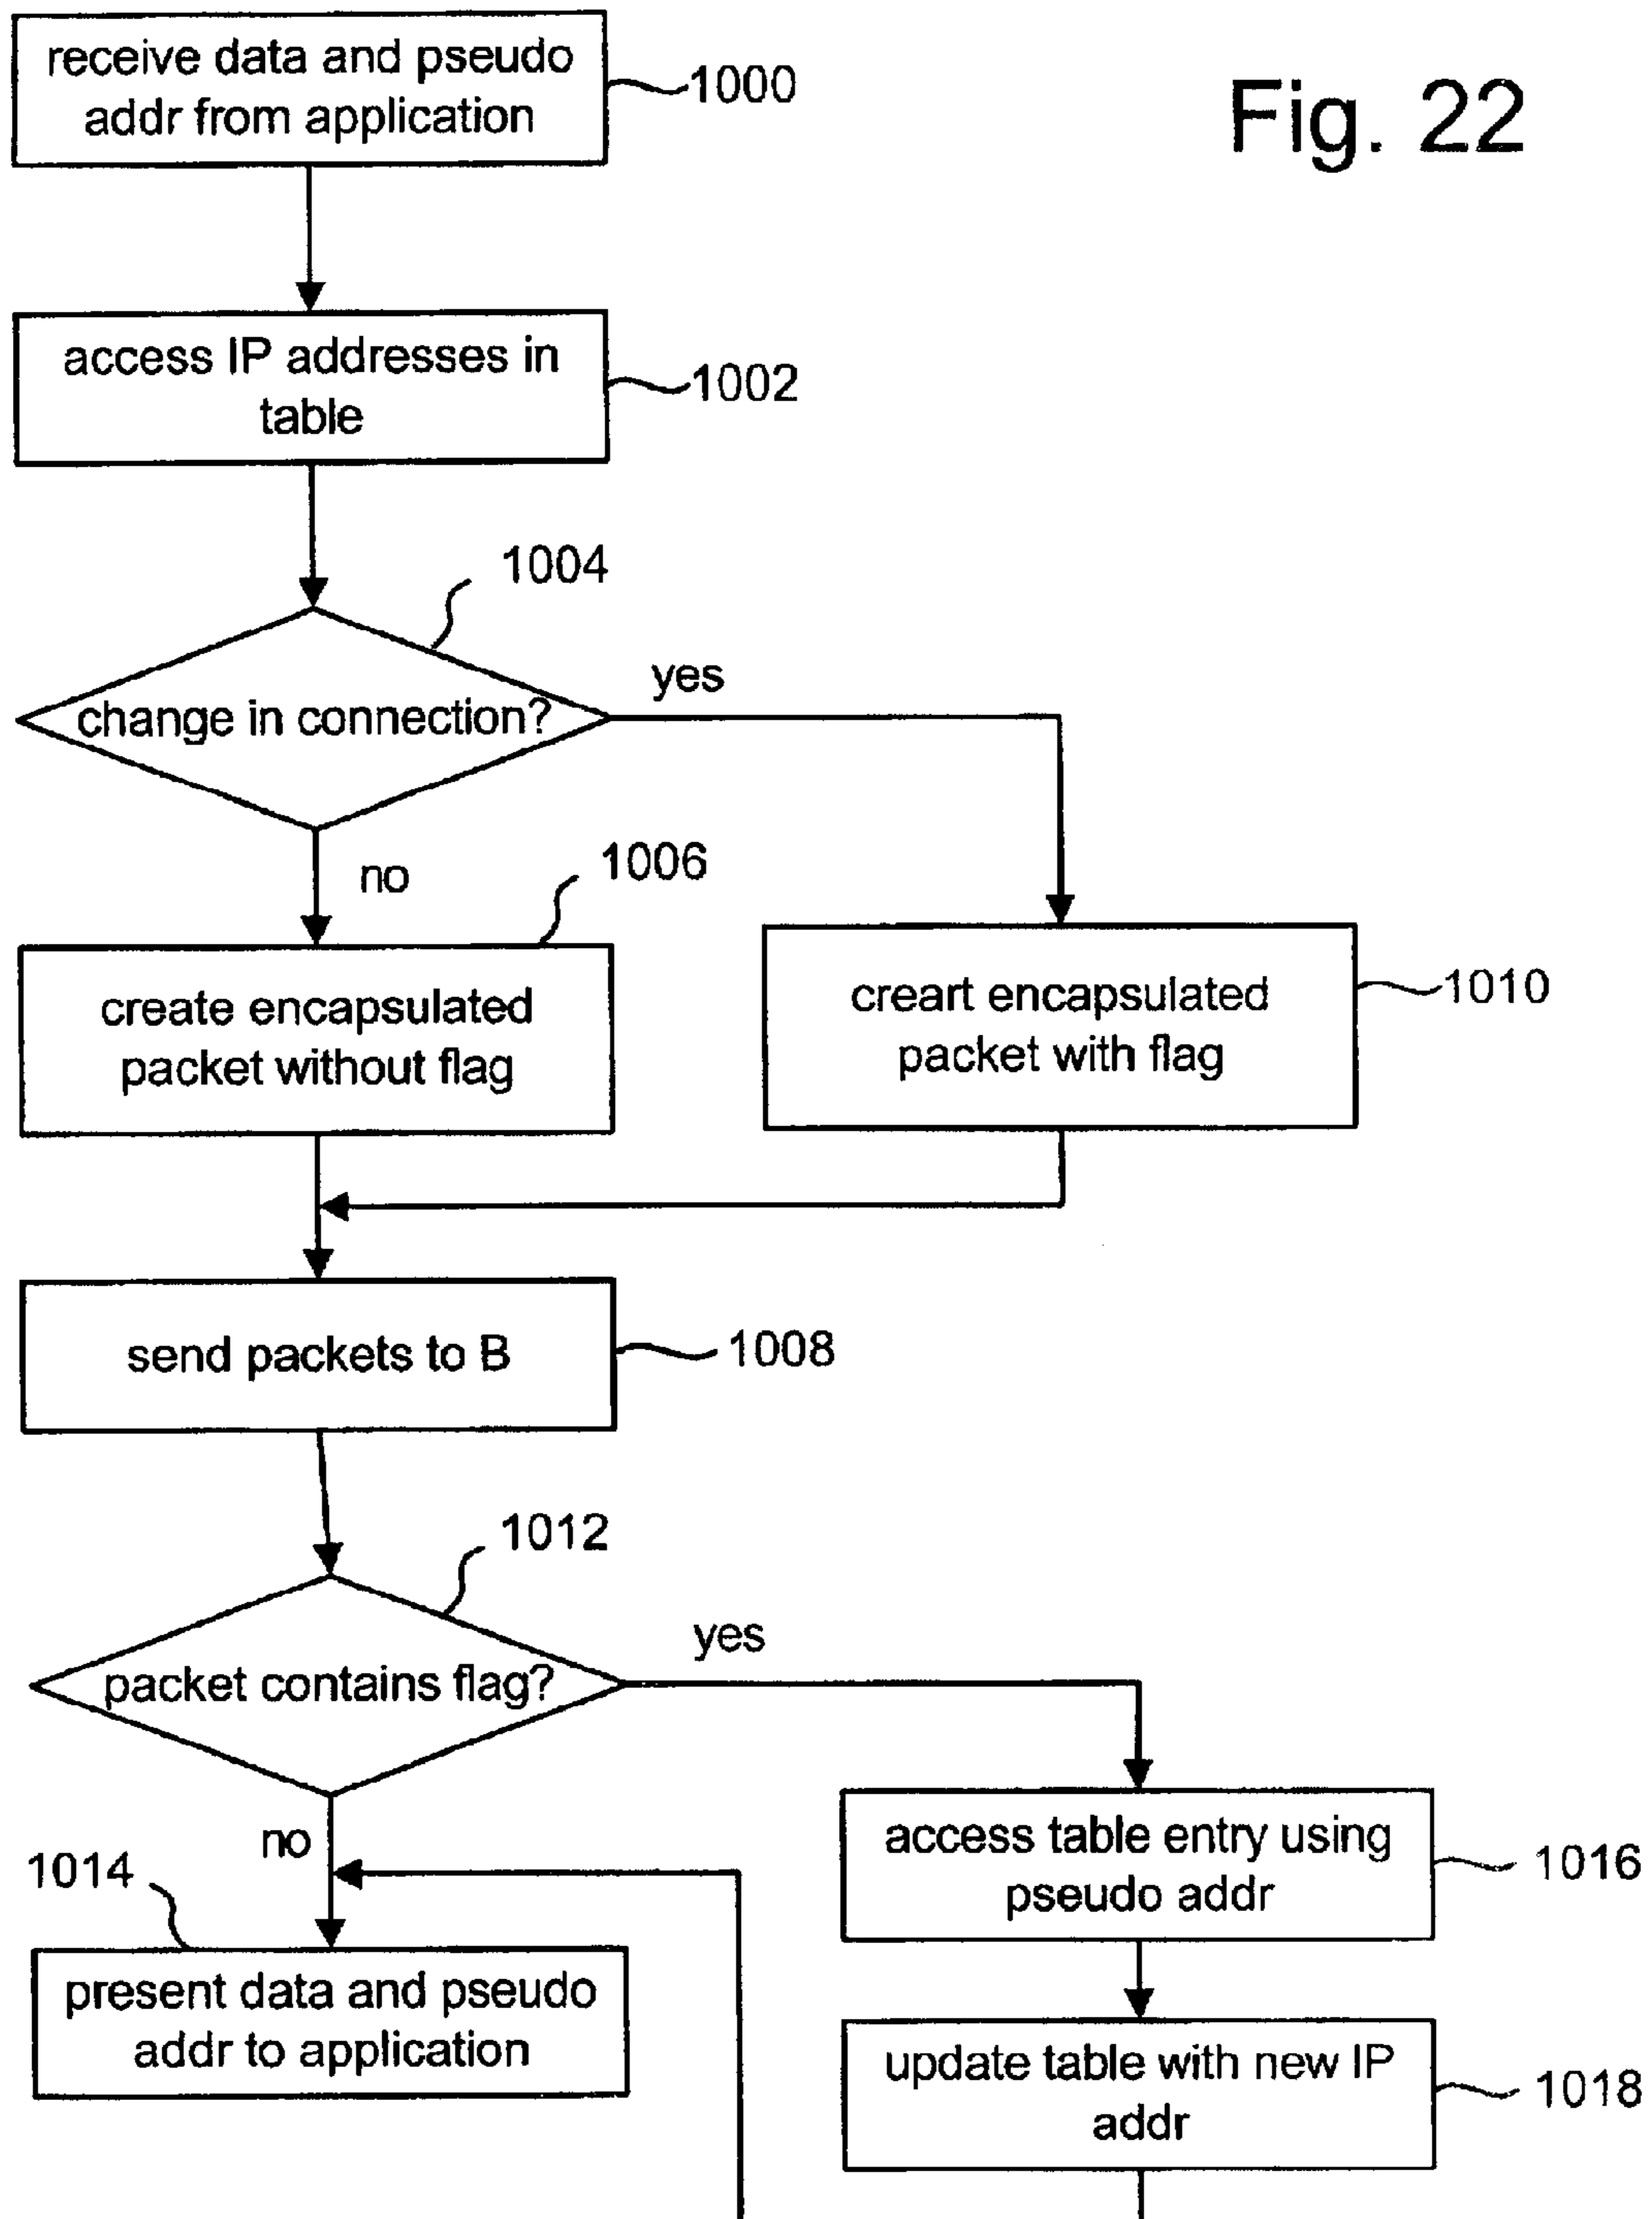 Fig. 22
receive data and pseudo
addr from application
1000
access IP addresses in
table
1002
1004
change in connection?
yes
no
1006
create encapsulated
packet without flag
creart encapsulated
packet with flag
1010
send packets to B
1008
1012
packet contains flag?
yes
no
1014
present data and pseudo
addr to application
access table entry using
pseudo addr
1016
update table with new IP
addr
1018